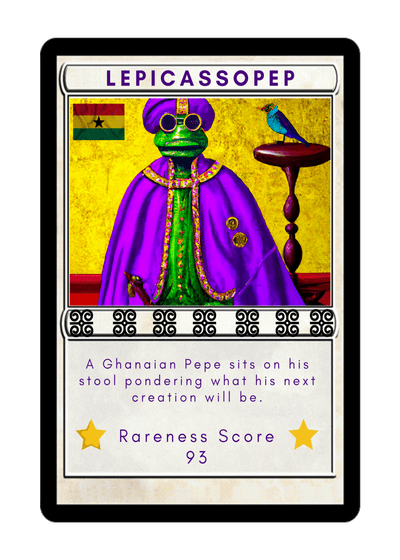 LEPICASSOPEP
A Ghanaian Pepe sits on his
stool pondering what his next
creation will be.
Rareness Score
93